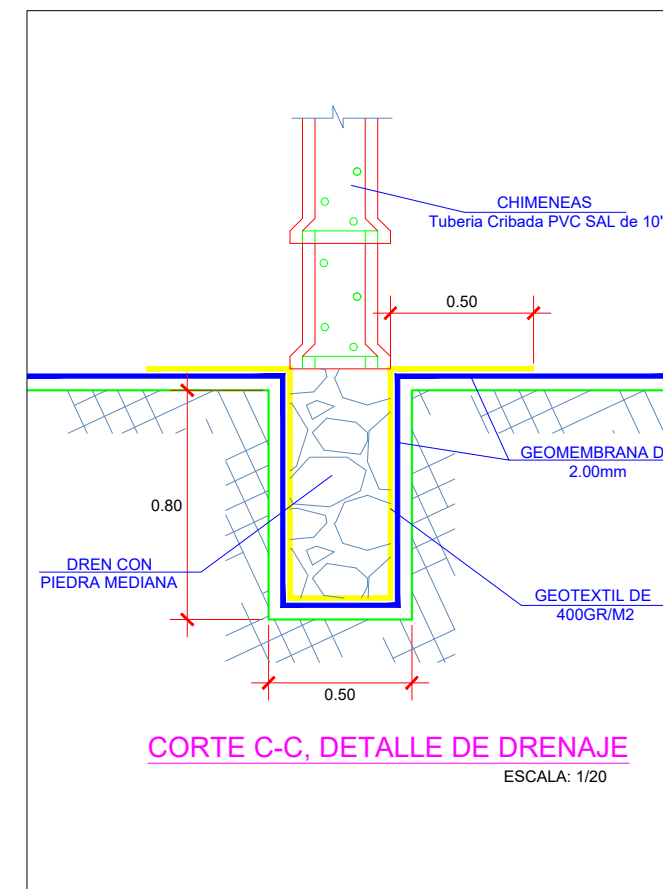 CHIMENEAS
Tuberia Cribada PVC SAL de 10"
0.50
GEOMEMBRANA D
2.00mm
0.80
DREN CON
PIEDRA MEDIANA
GEOTEXTIL DE
400GR/M2
0.50
CORTE C-C, DETALLE DE DRENAJE
ESCALA: 1/20